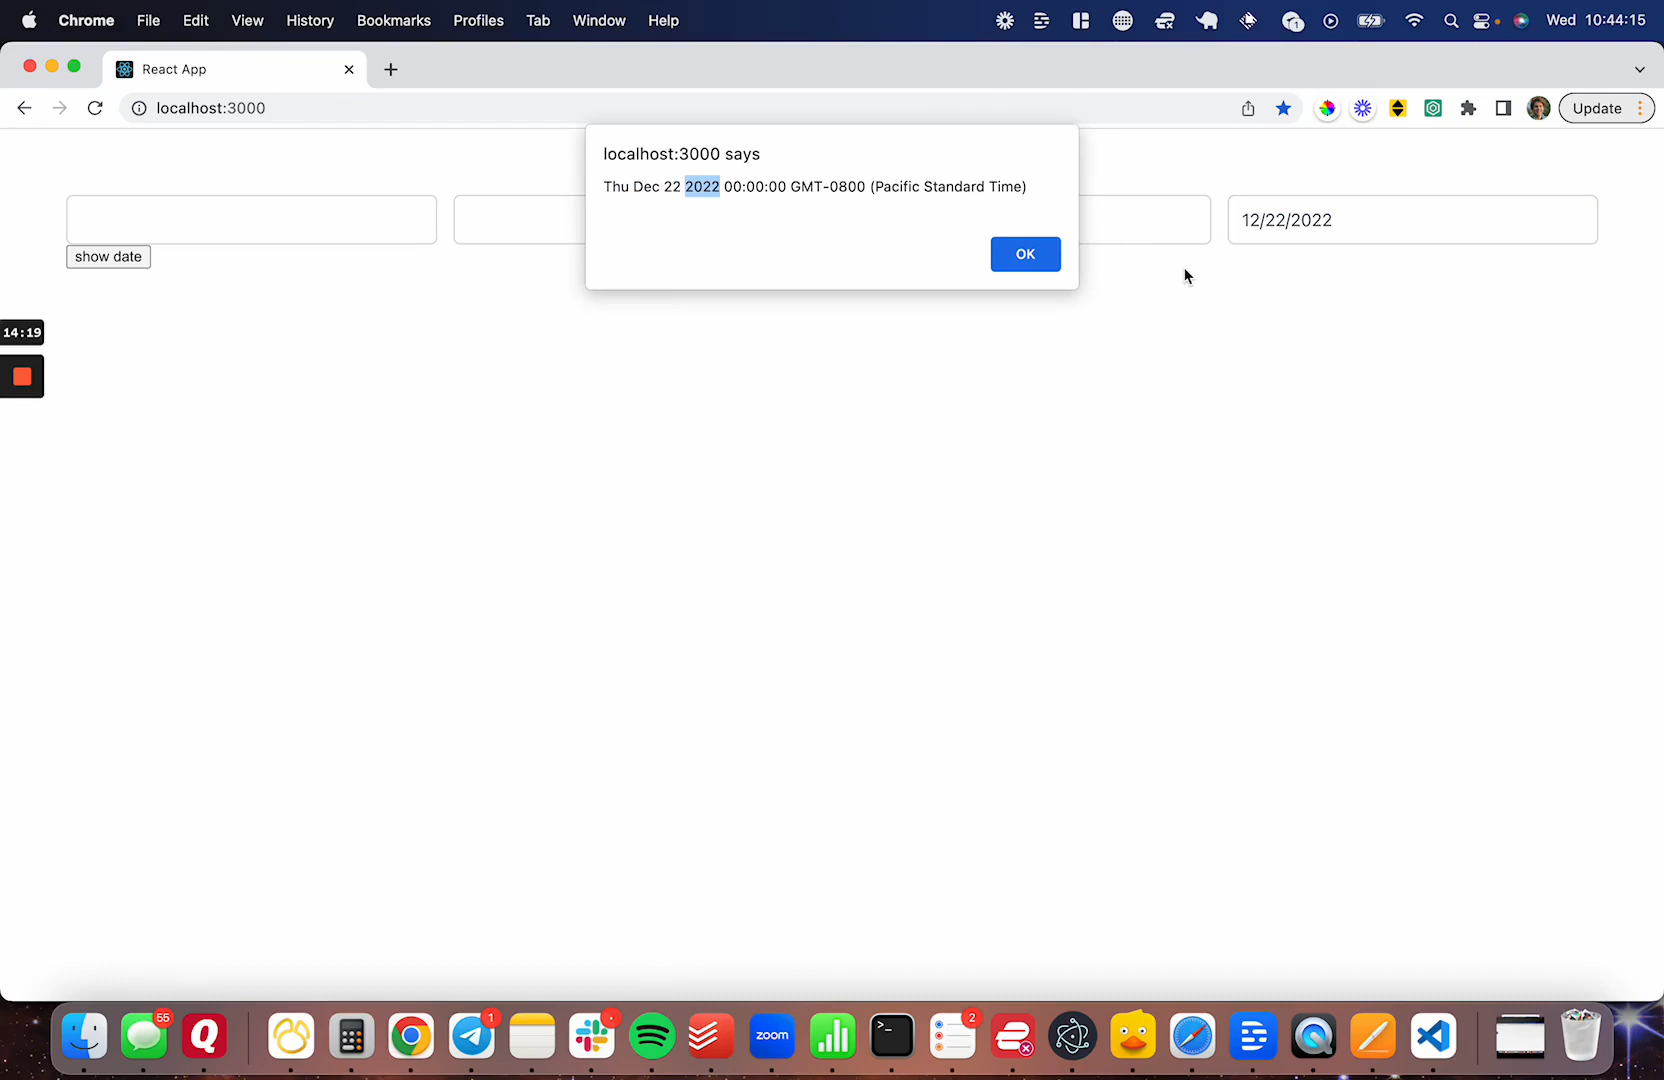 Chrome File Edit View History Bookmarks Profiles Tab Window Help 1 Wed 10:44:15
React App
localhost:3000 Update
localhost:3000 says
Thu Dec 22 2022 00:00:00 GMT-0800 (Pacific Standard Time)
12/22/2022
OK
show date
14:19
55 Q 1 zoom >_ 2